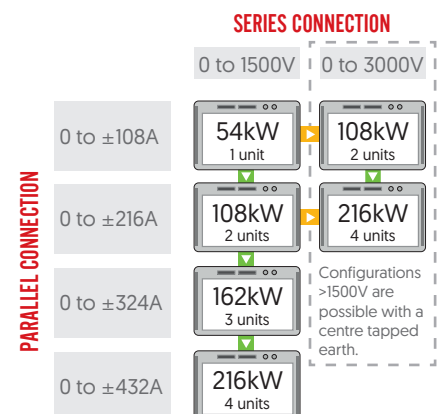 SERIES CONNECTION
0 to 1500V
0 to 3000V
PARALLEL CONNECTION
0 to ±108A
54kW
1 unit
108kW
2 units
0 to ±216A
108kW
2 units
216kW
4 units
0 to ±324A
162kW
3 units
Configurations
>1500V are
possible with a
centre tapped
earth.
0 to ±432A
216kW
4 units